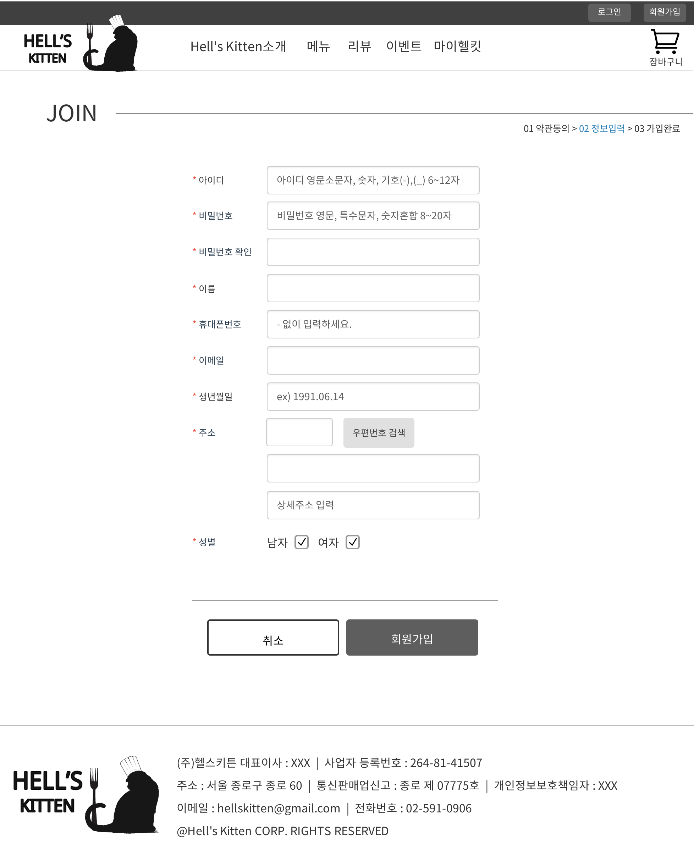 로그인 회원가입
HELL'S KITTEN
Hell's Kitten소개 메뉴 리뷰 이벤트 마이헬킷
장바구니
JOIN
01 약관동의 > 02 정보입력 > 03 가입완료
* 아이디 아이디 영문소문자, 숫자, 기호(-),(_) 6~12자
* 비밀번호 비밀번호 영문, 특수문자, 숫지혼합 8~20자
* 비밀번호 확인
* 이름
* 휴대폰번호 - 없이 입력하세요.
* 이메일
* 생년월일 ex) 1991.06.14
* 주소 우편번호 검색
상세주소 입력
* 성별 남자 여자
취소 회원가입
HELL'S KITTEN
(주)헬스키튼 대표이사 : XXX | 사업자 등록번호 : 264-81-41507
주소 : 서울 종로구 종로 60 | 통신판매업신고 : 종로 제 07775호 | 개인정보보호책임자 : XXX
이메일 : hellskitten@gmail.com | 전화번호 : 02-591-0906
@Hell's Kitten CORP. RIGHTS RESERVED